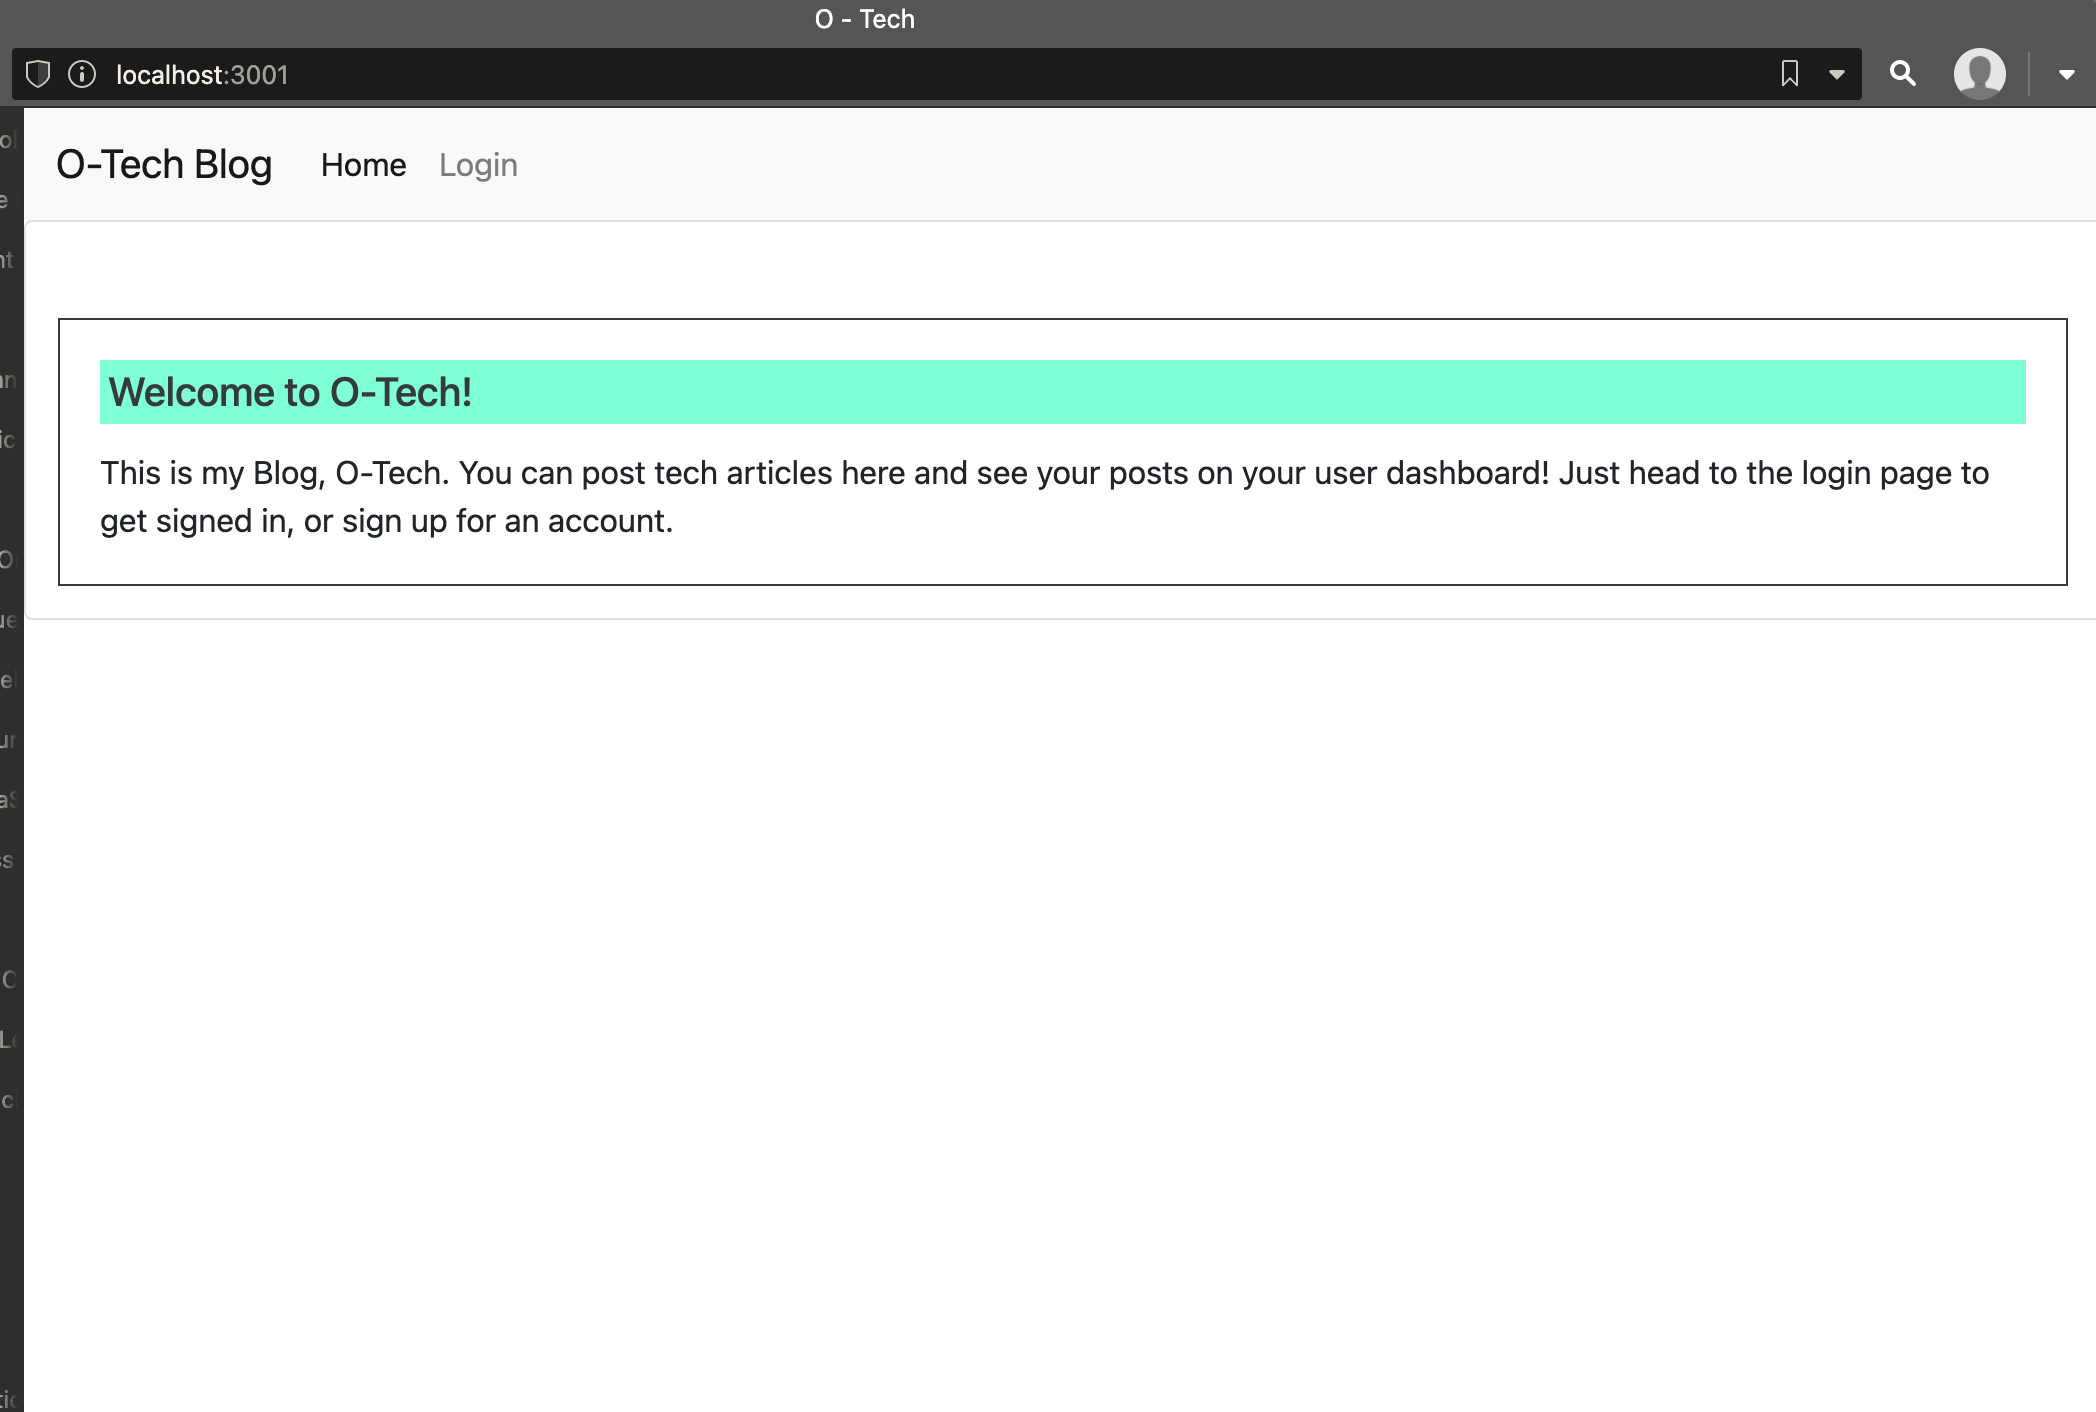 O - Tech
localhost:3001
O-Tech Blog Home Login
Welcome to O-Tech!
This is my Blog, O-Tech. You can post tech articles here and see your posts on your user dashboard! Just head to the login page to
get signed in, or sign up for an account.